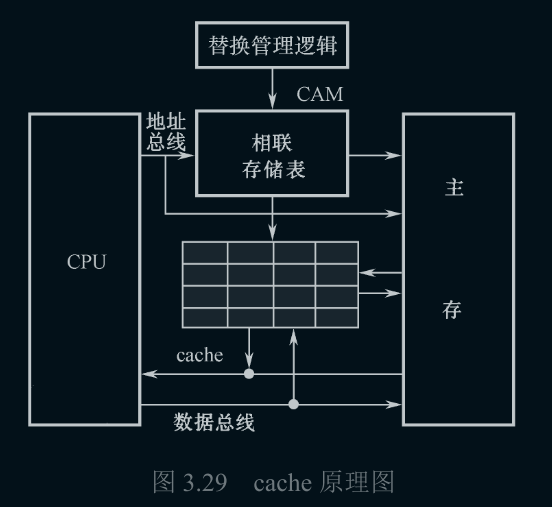 替换管理逻辑
CAM
地址
总线
相联
存储表
主
CPU
存
cache
数据总线
图 3.29 cache 原理图